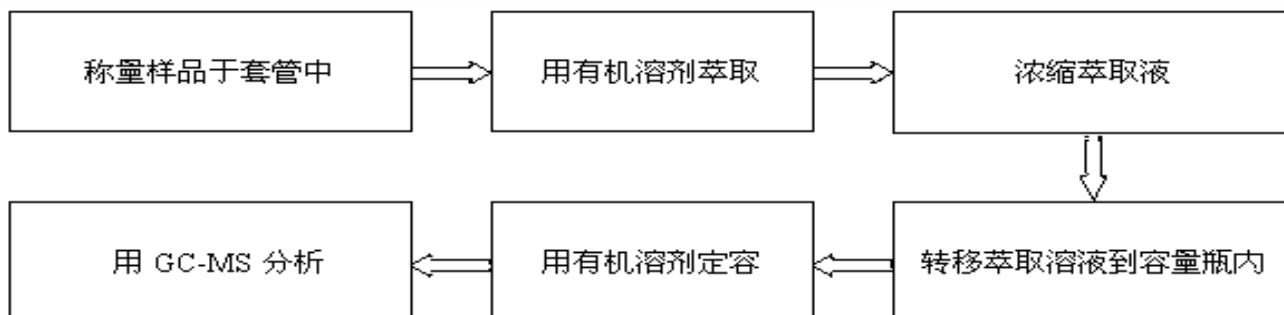 称量样品于套管中
用有机溶剂萃取
浓缩萃取液
转移萃取溶液到容量瓶内
用有机溶剂定容
用 GC-MS 分析